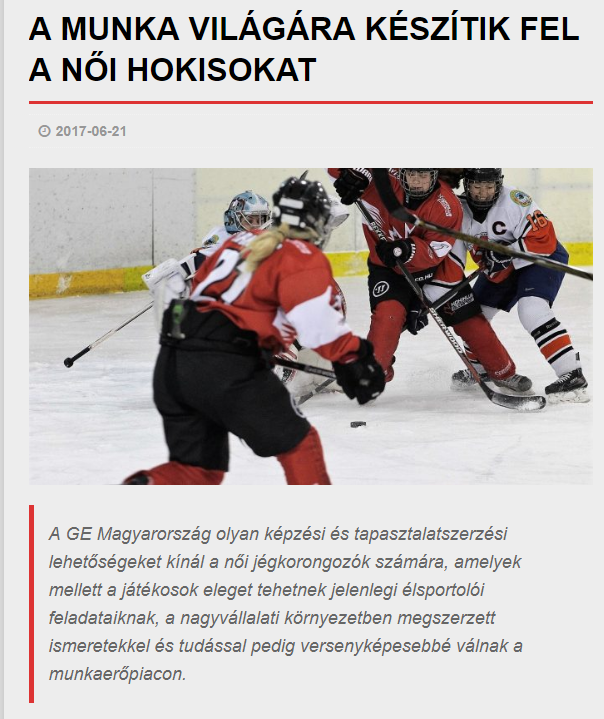 A MUNKA VILÁGÁRA KÉSZÍTIK FEL
A NŐI HOKISOKAT
2017-06-21
C
A GE Magyarország olyan képzési és tapasztalatszerzési
lehetőségeket kínál a női jégkorongozók számára, amelyek
mellett a játékosok eleget tehetnek jelenlegi élsportolói
feladataiknak, a nagyvállalati környezetben megszerzett
ismeretekkel és tudással pedig versenyképesebbé válnak a
munkaerőpiacon.